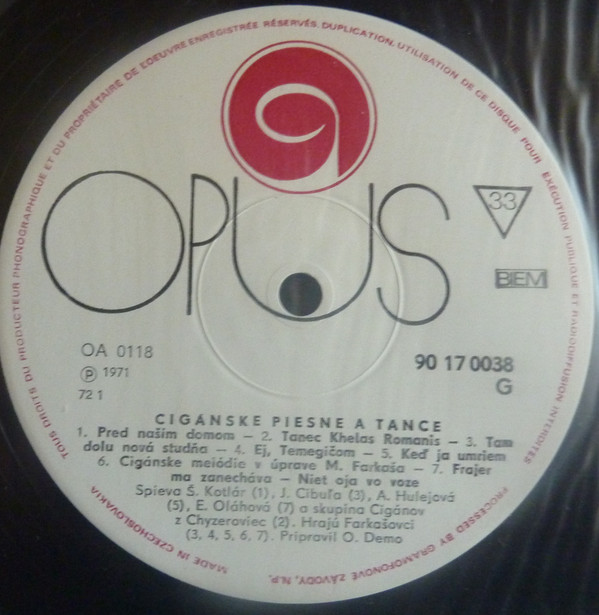 TOUS DROITS DU PRODUCTEUR PHONOGRAPHIQUE ET DU PROPRIÉTAIRE DE L'OEUVRE ENREGISTRÉE RÉSERVÉS. DUPLICATION, UTILISATION DE CE DISQUE POUR EXÉCUTION PUBLIQUE ET RADIODIFFUSION INTERDITES
OPUS
33
BIEM
OA 0118
℗ 1971
72 1
90 17 0038
G
CIGÁNSKE PIESNE A TANCE
1. Pred naším domom — 2. Tanec Khelas Romanis — 3. Tam
dolu nová studňa — 4. Ej, Temegičom — 5. Keď ja umriem
6. Cigánske melódie v úprave M. Farkaša — 7. Frajer
ma zanecháva — Niet oja vo voze
Spieva Š. Kotlár (1), J. Cibuľa (3), A. Hulejová
(5), E. Oláhová (7) a skupina Cigánov
z Chyzeroviec (2). Hrajú Farkašovci
(3, 4, 5, 6, 7). Pripravil O. Demo
MADE IN CZECHOSLOVAKIA
PROCESSED BY GRAMOFONOVÉ ZÁVODY, N.P.